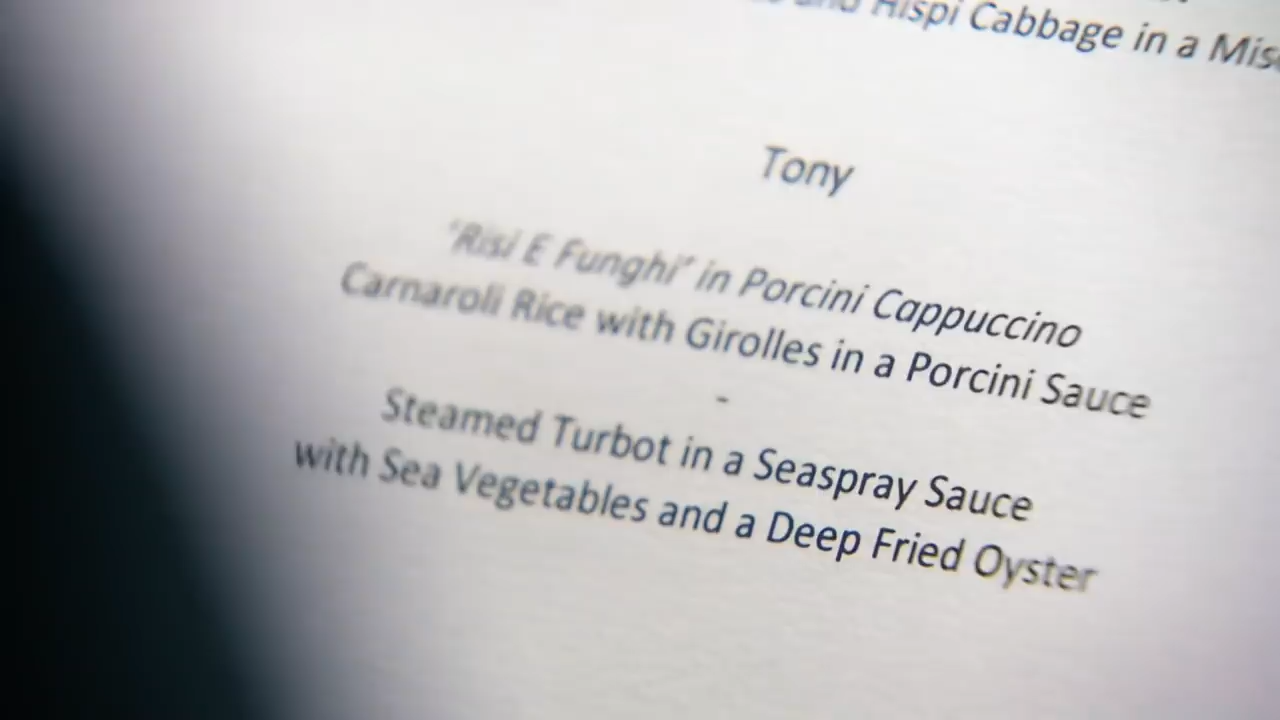 and Hispi Cabbage in a
Tony
"Risi E Funghi" in Porcini Cappuccino
Carnaroli Rice with Girolles in a Porcini Sauce
-
Steamed Turbot in a Seaspray Sauce
with Sea Vegetables and a Deep Fried Oyster